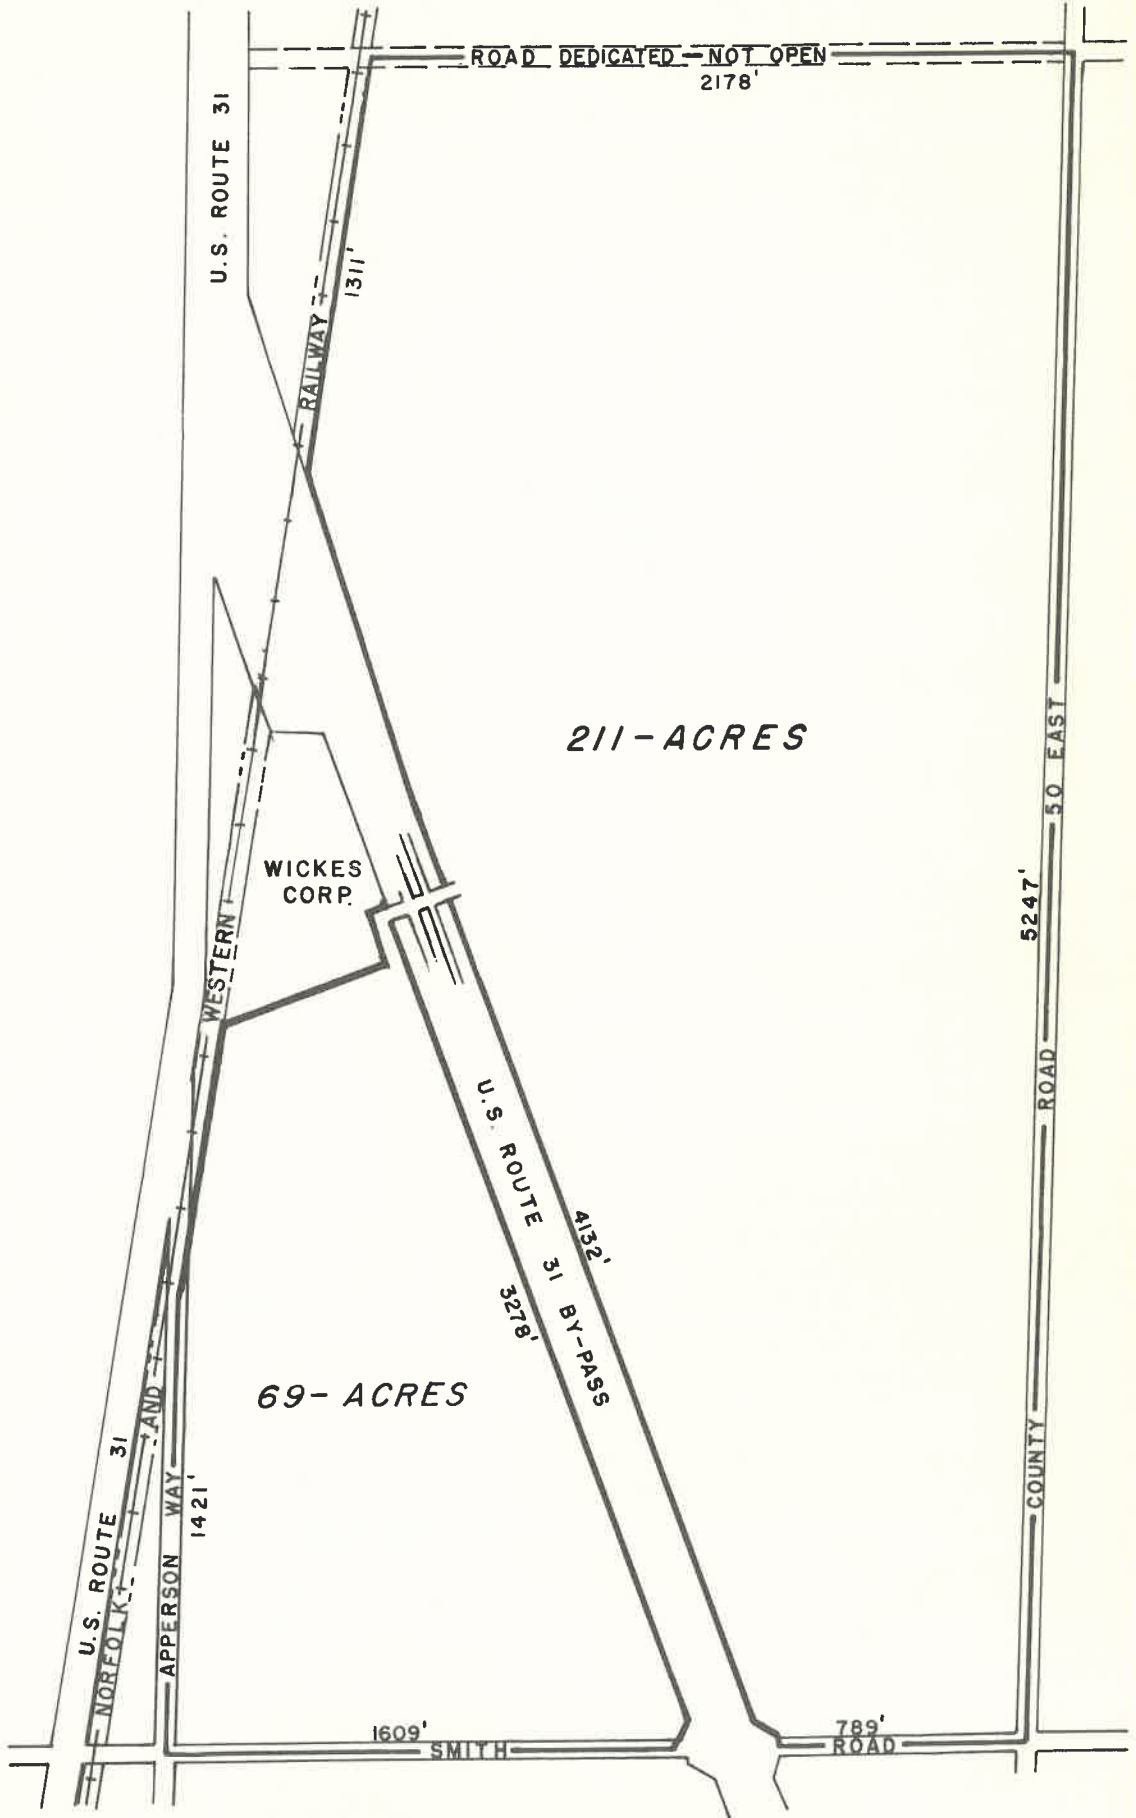 ROAD DEDICATED - NOT OPEN
2178'
U.S. ROUTE 31
1311'
NORFOLK AND WESTERN RAILWAY
211-ACRES
WICKES
CORP.
COUNTY ROAD 50 EAST
5247'
U.S. ROUTE 31 BY-PASS
4132'
3278'
69-ACRES
U.S. ROUTE 31
APPERSON WAY
1421'
1609'
789'
SMITH ROAD